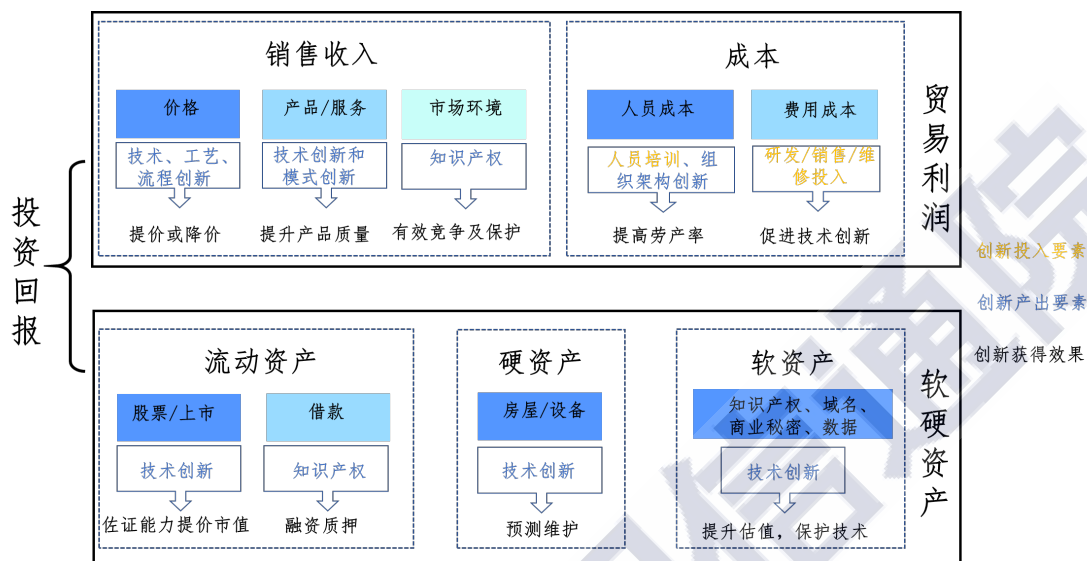 投资回报
销售收入
价格
技术、工艺、
流程创新
提价或降价
产品/服务
技术创新和
模式创新
提升产品质量
市场环境
知识产权
有效竞争及保护
成本
人员成本
人员培训、组
织架构创新
提高劳产率
费用成本
研发/销售/维
修投入
促进技术创新
贸易利润
流动资产
股票/上市
技术创新
佐证能力提价市值
借款
知识产权
融资质押
硬资产
房屋/设备
技术创新
预测维护
软资产
知识产权、域名、
商业秘密、数据
技术创新
提升估值，保护技术
软硬资产
创新投入要素
创新产出要素
创新获得效果
信通院